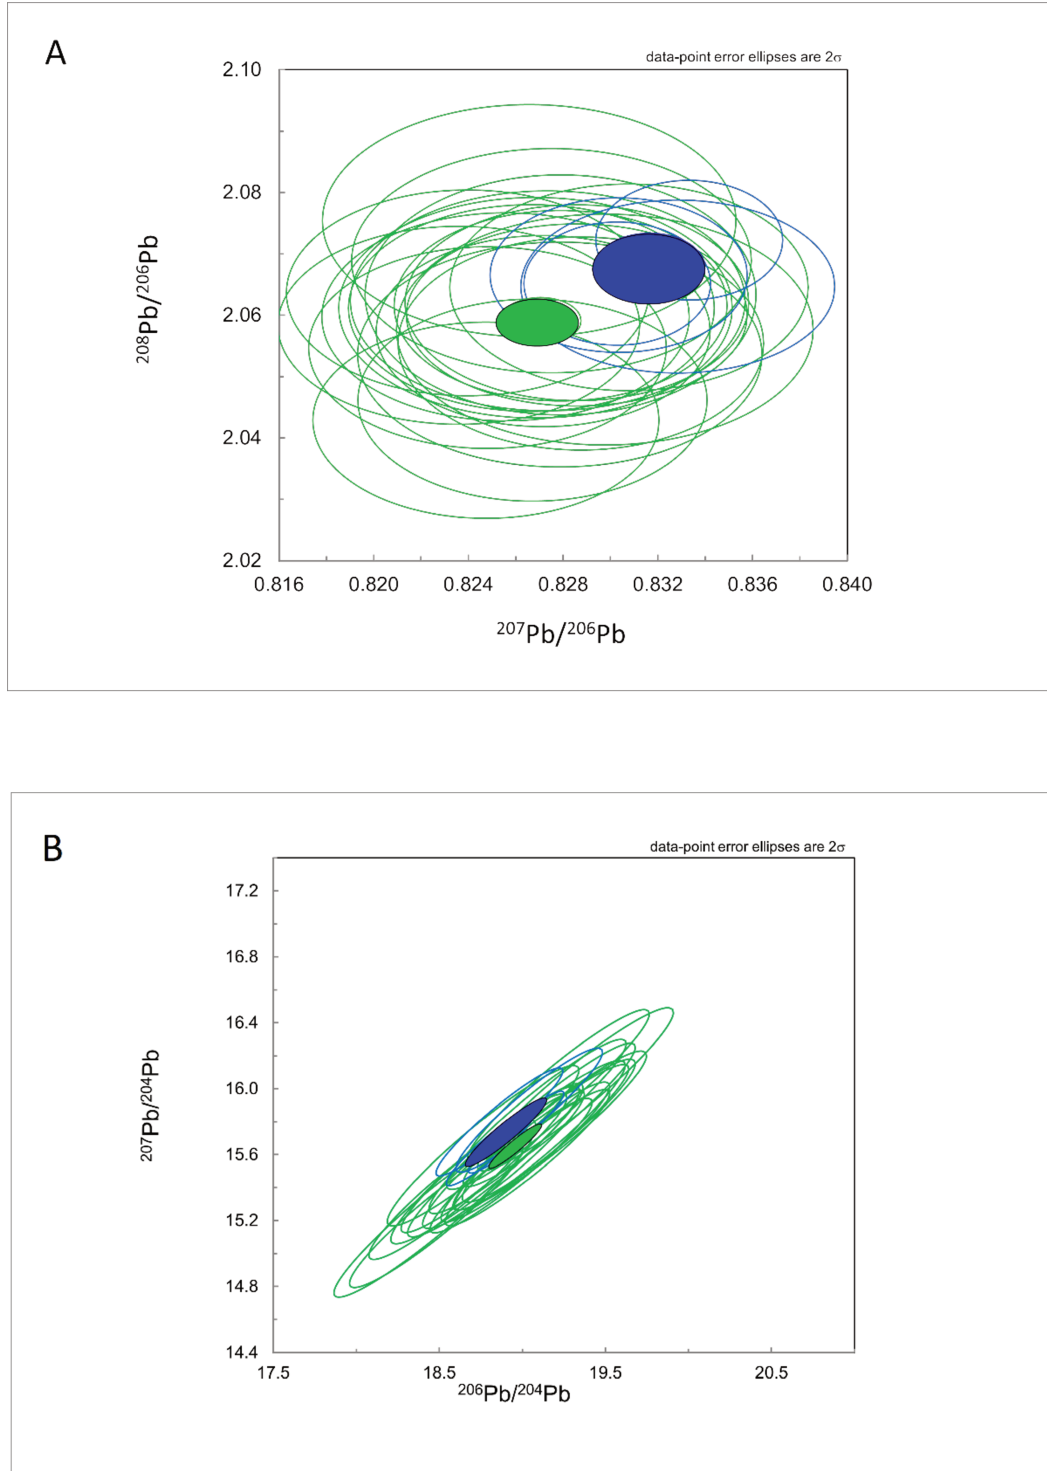 A
data-point error ellipses are 2σ
2.10
2.08
2.06
2.04
2.02
²⁰⁸Pb/²⁰⁶Pb
0.816 0.820 0.824 0.828 0.832 0.836 0.840
²⁰⁷Pb/²⁰⁶Pb
B
data-point error ellipses are 2σ
17.2
16.8
16.4
16.0
15.6
15.2
14.8
14.4
²⁰⁷Pb/²⁰⁴Pb
17.5 18.5 19.5 20.5
²⁰⁶Pb/²⁰⁴Pb